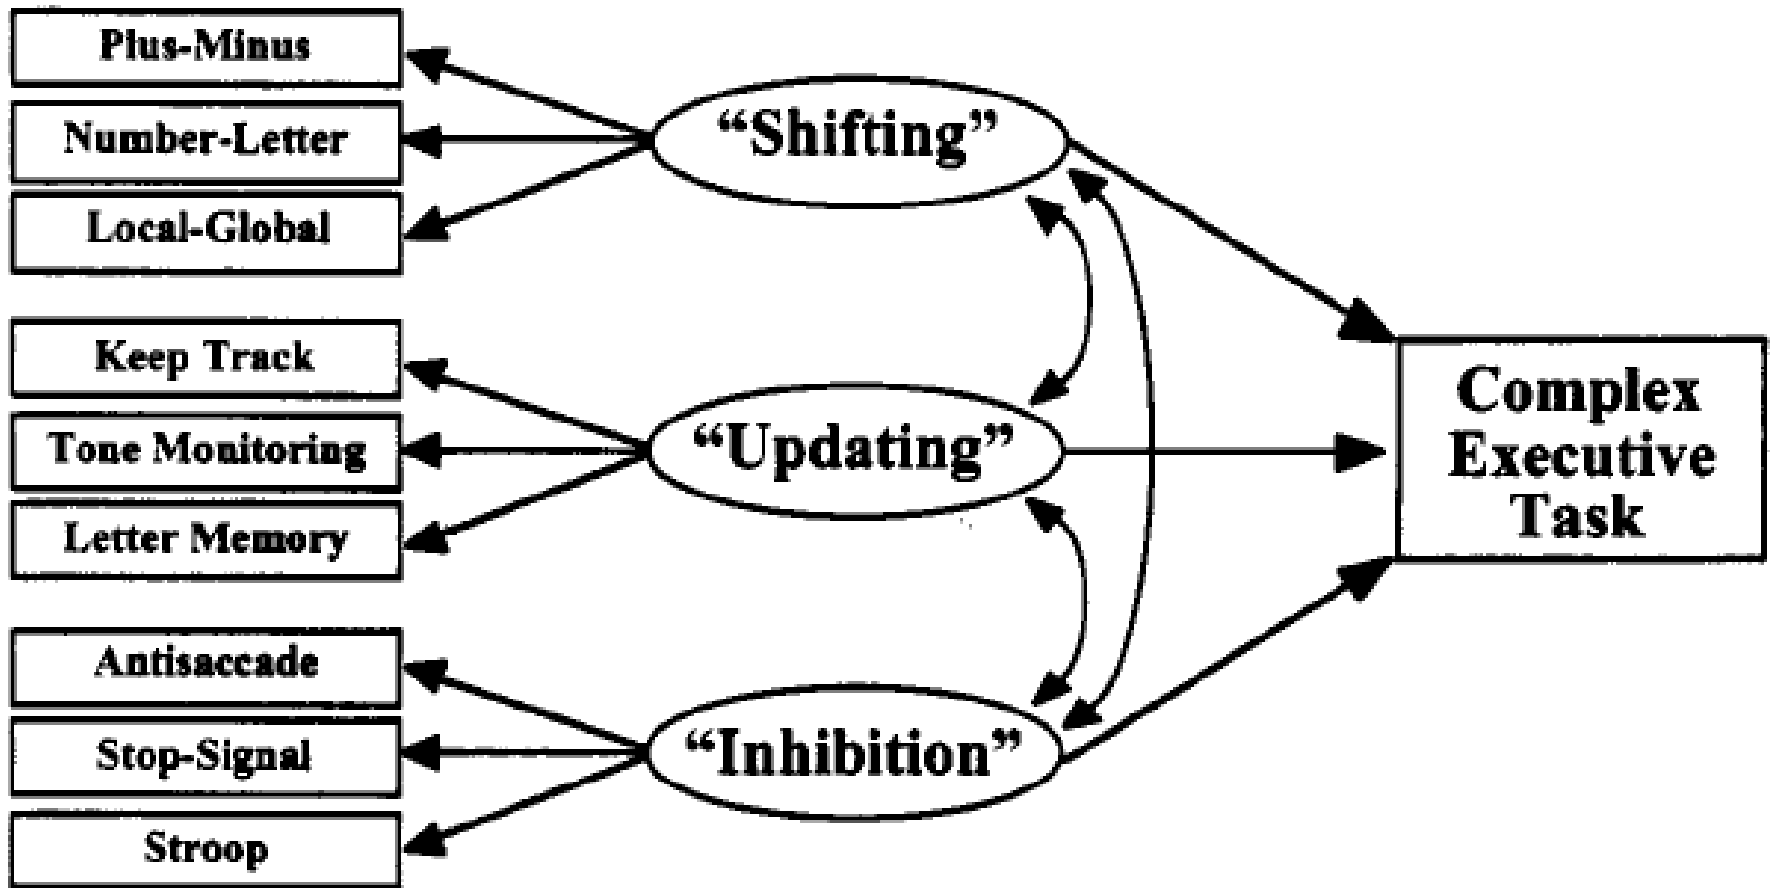 Plus-Minus
Number-Letter
Local-Global
“Shifting”
Keep Track
Tone Monitoring
Letter Memory
“Updating”
Antisaccade
Stop-Signal
Stroop
“Inhibition”
Complex
Executive
Task